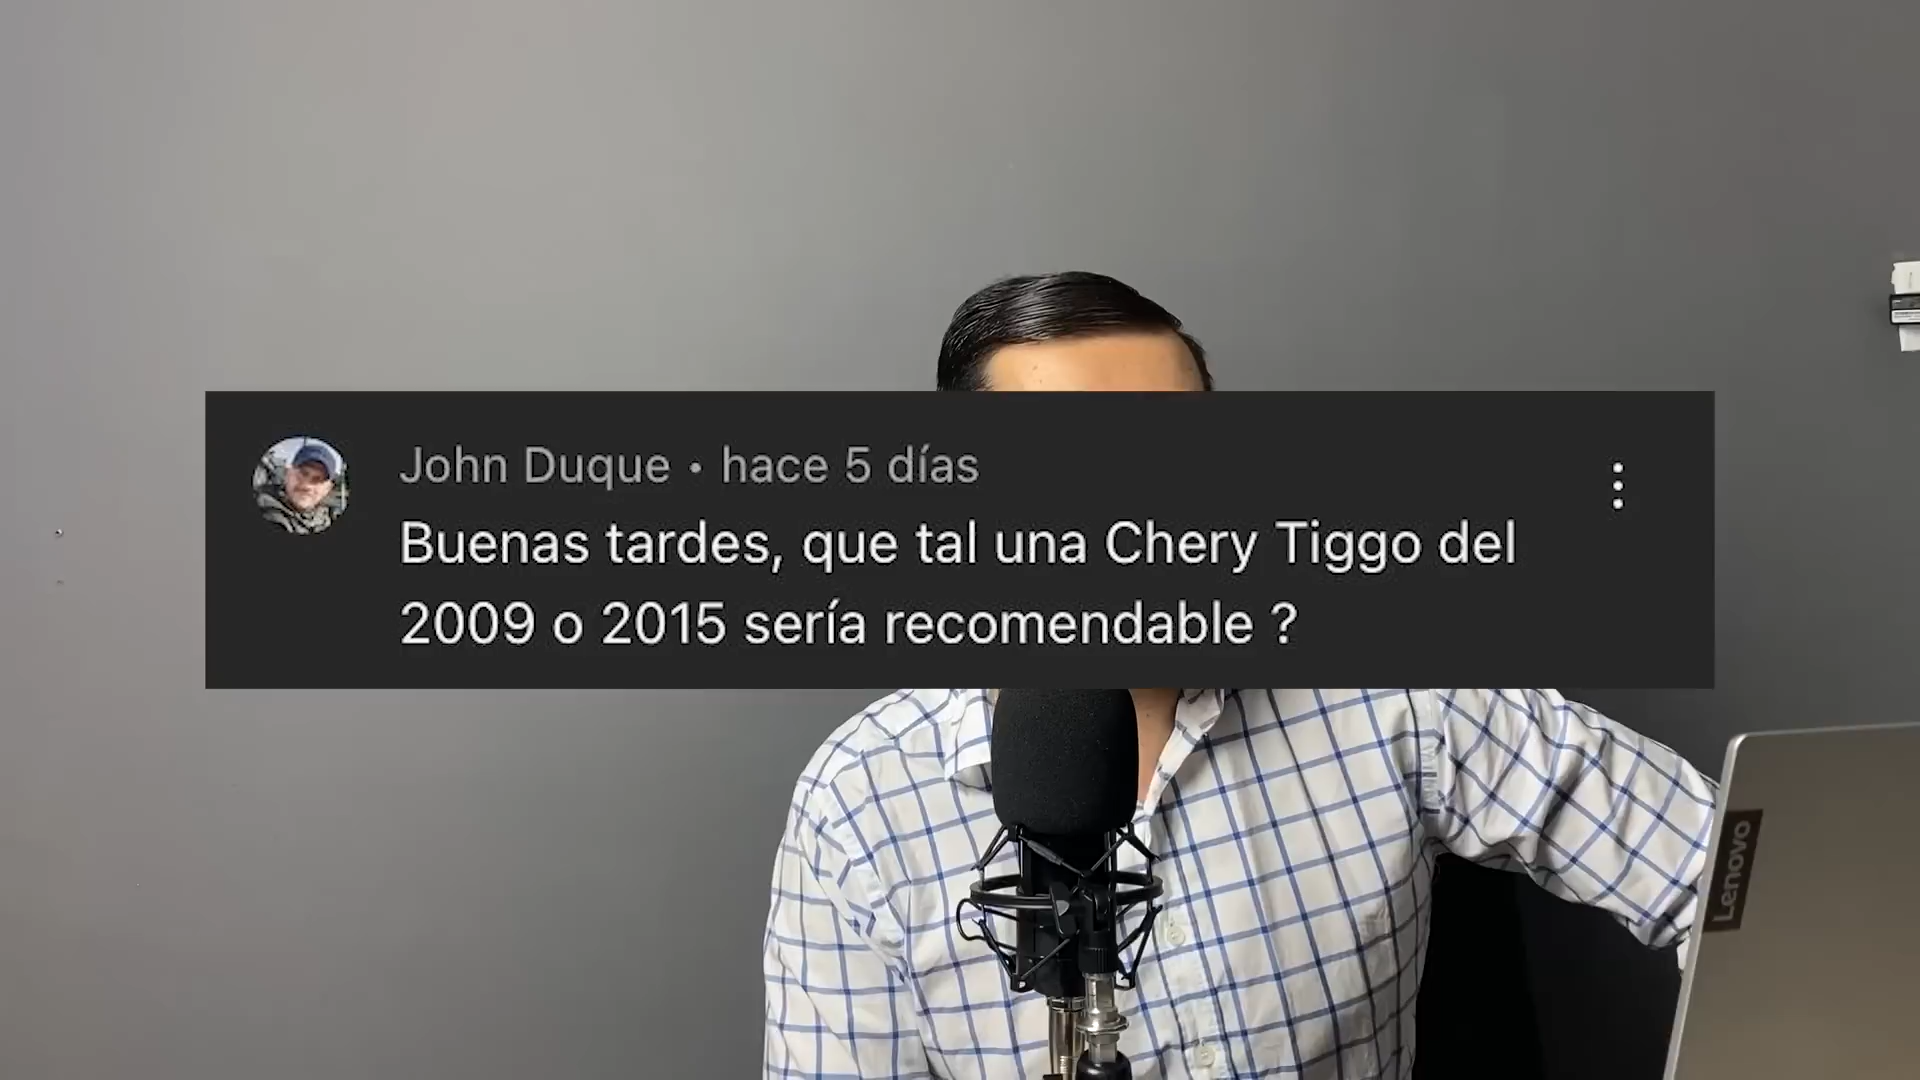 John Duque • hace 5 días
Buenas tardes, que tal una Chery Tiggo del
2009 o 2015 sería recomendable ?
Lenovo